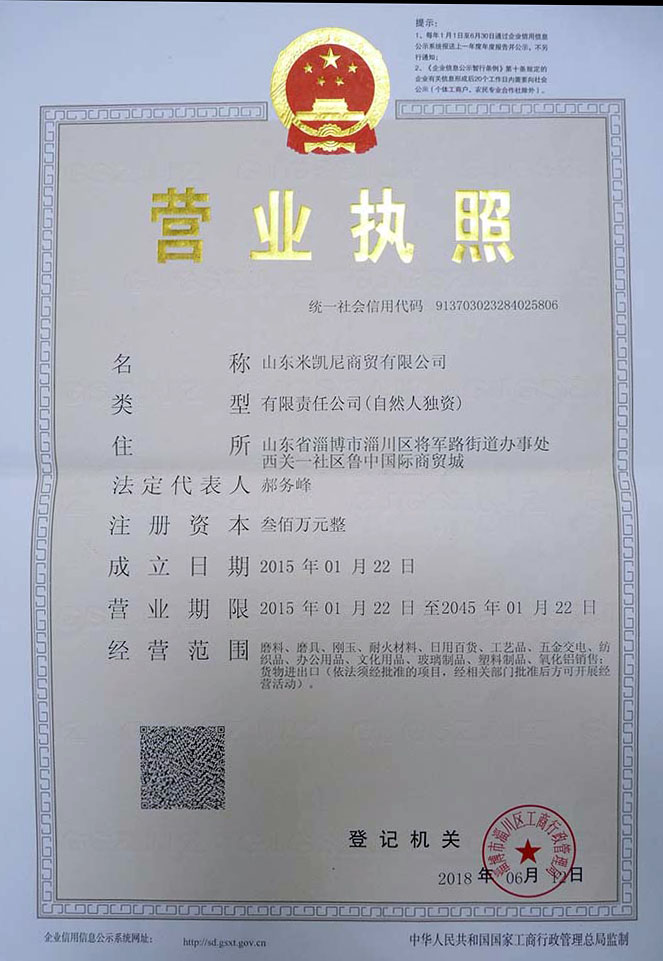 提示:
1、每年1月1日至6月30日通过企业信用信息
公示系统报送上一年度年度报告并公示,不另
行通知;
2、《企业信息公示暂行条例》第十条规定的
企业有关信息形成后20个工作日内需要向社会
公示(个体工商户、农民专业合作社除外)。
营业执照
统一社会信用代码 913703023284025806
名称 山东米凯尼商贸有限公司
类型 有限责任公司(自然人独资)
住所 山东省淄博市淄川区将军路街道办事处
西关一社区鲁中国际商贸城
法定代表人 郝务峰
注册资本 叁佰万元整
成立日期 2015 年 01 月 22 日
营业期限 2015 年 01 月 22 日 至2045 年 01 月 22 日
经营范围 磨料、磨具、刚玉、耐火材料、日用百货、工艺品、五金交电、纺
织品、办公用品、文化用品、玻璃制品、塑料制品、氧化铝销售;
货物进出口(依法须经批准的项目,经相关部门批准后方可开展经
营活动)。
登记机关
淄博市淄川区工商行政管理局
2018 年 06月 12日
企业信用信息公示系统网址: http://sd.gsxt.gov.cn 中华人民共和国国家工商行政管理总局监制